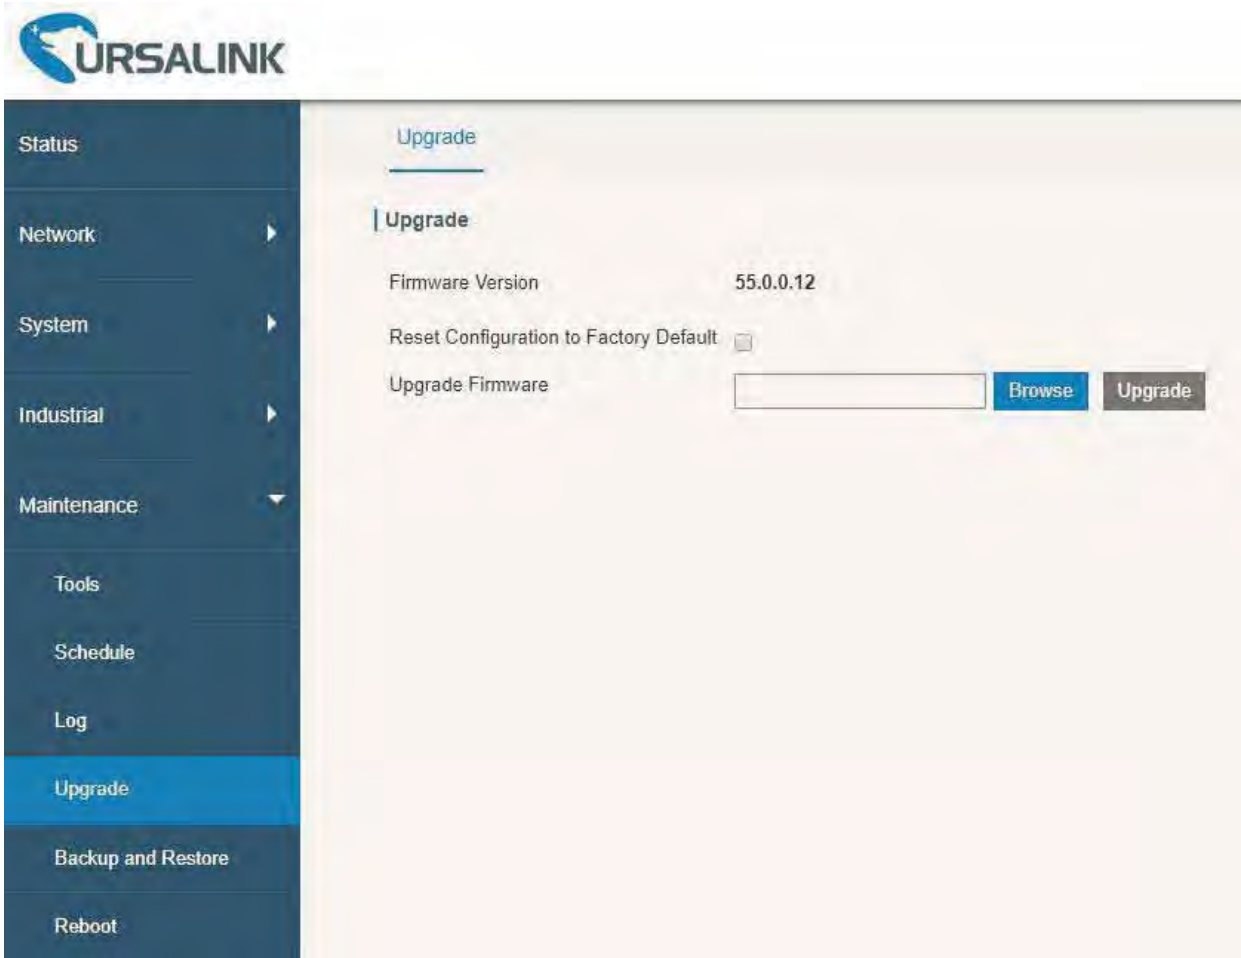 URSALINK
Status
Network
System
Industrial
Maintenance
Tools
Schedule
Log
Upgrade
Backup and Restore
Reboot
Upgrade
Upgrade
Firmware Version 55.0.0.12
Reset Configuration to Factory Default
Upgrade Firmware Browse Upgrade